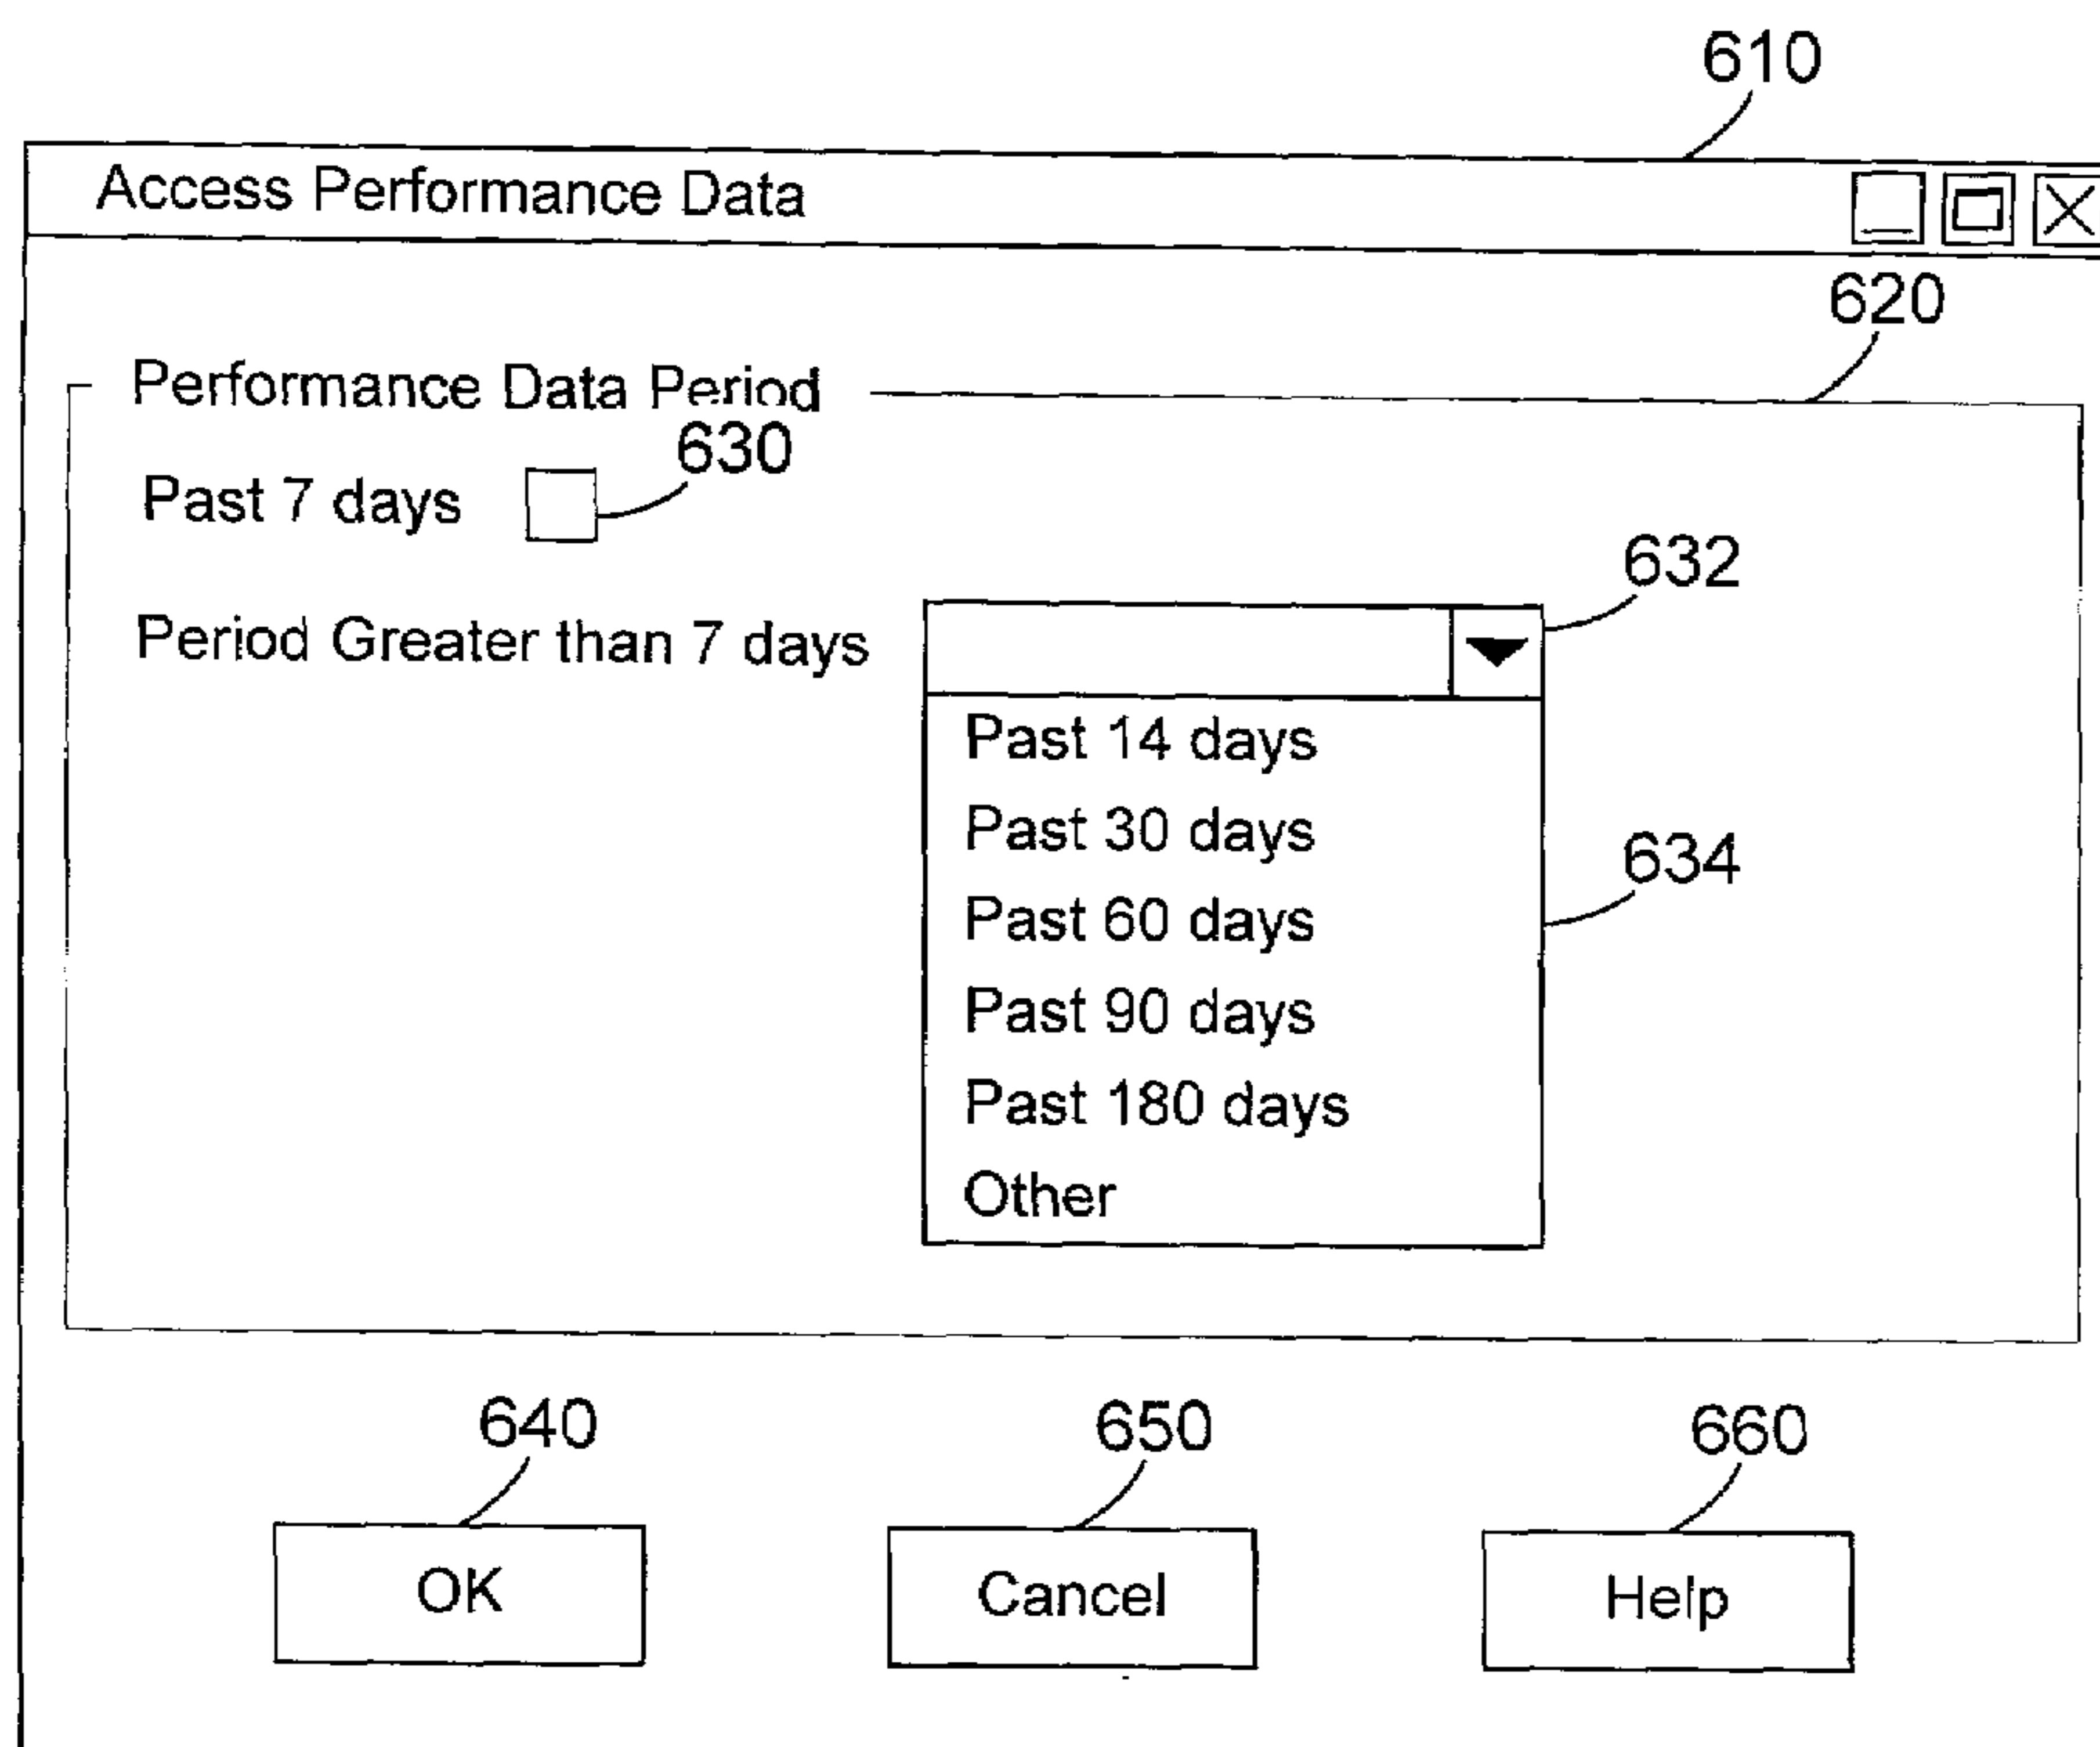 610
Access Performance Data
620
Performance Data Period
630
Past 7 days
632
Period Greater than 7 days
Past 14 days
Past 30 days
634
Past 60 days
Past 90 days
Past 180 days
Other
640 650 660
OK Cancel Help